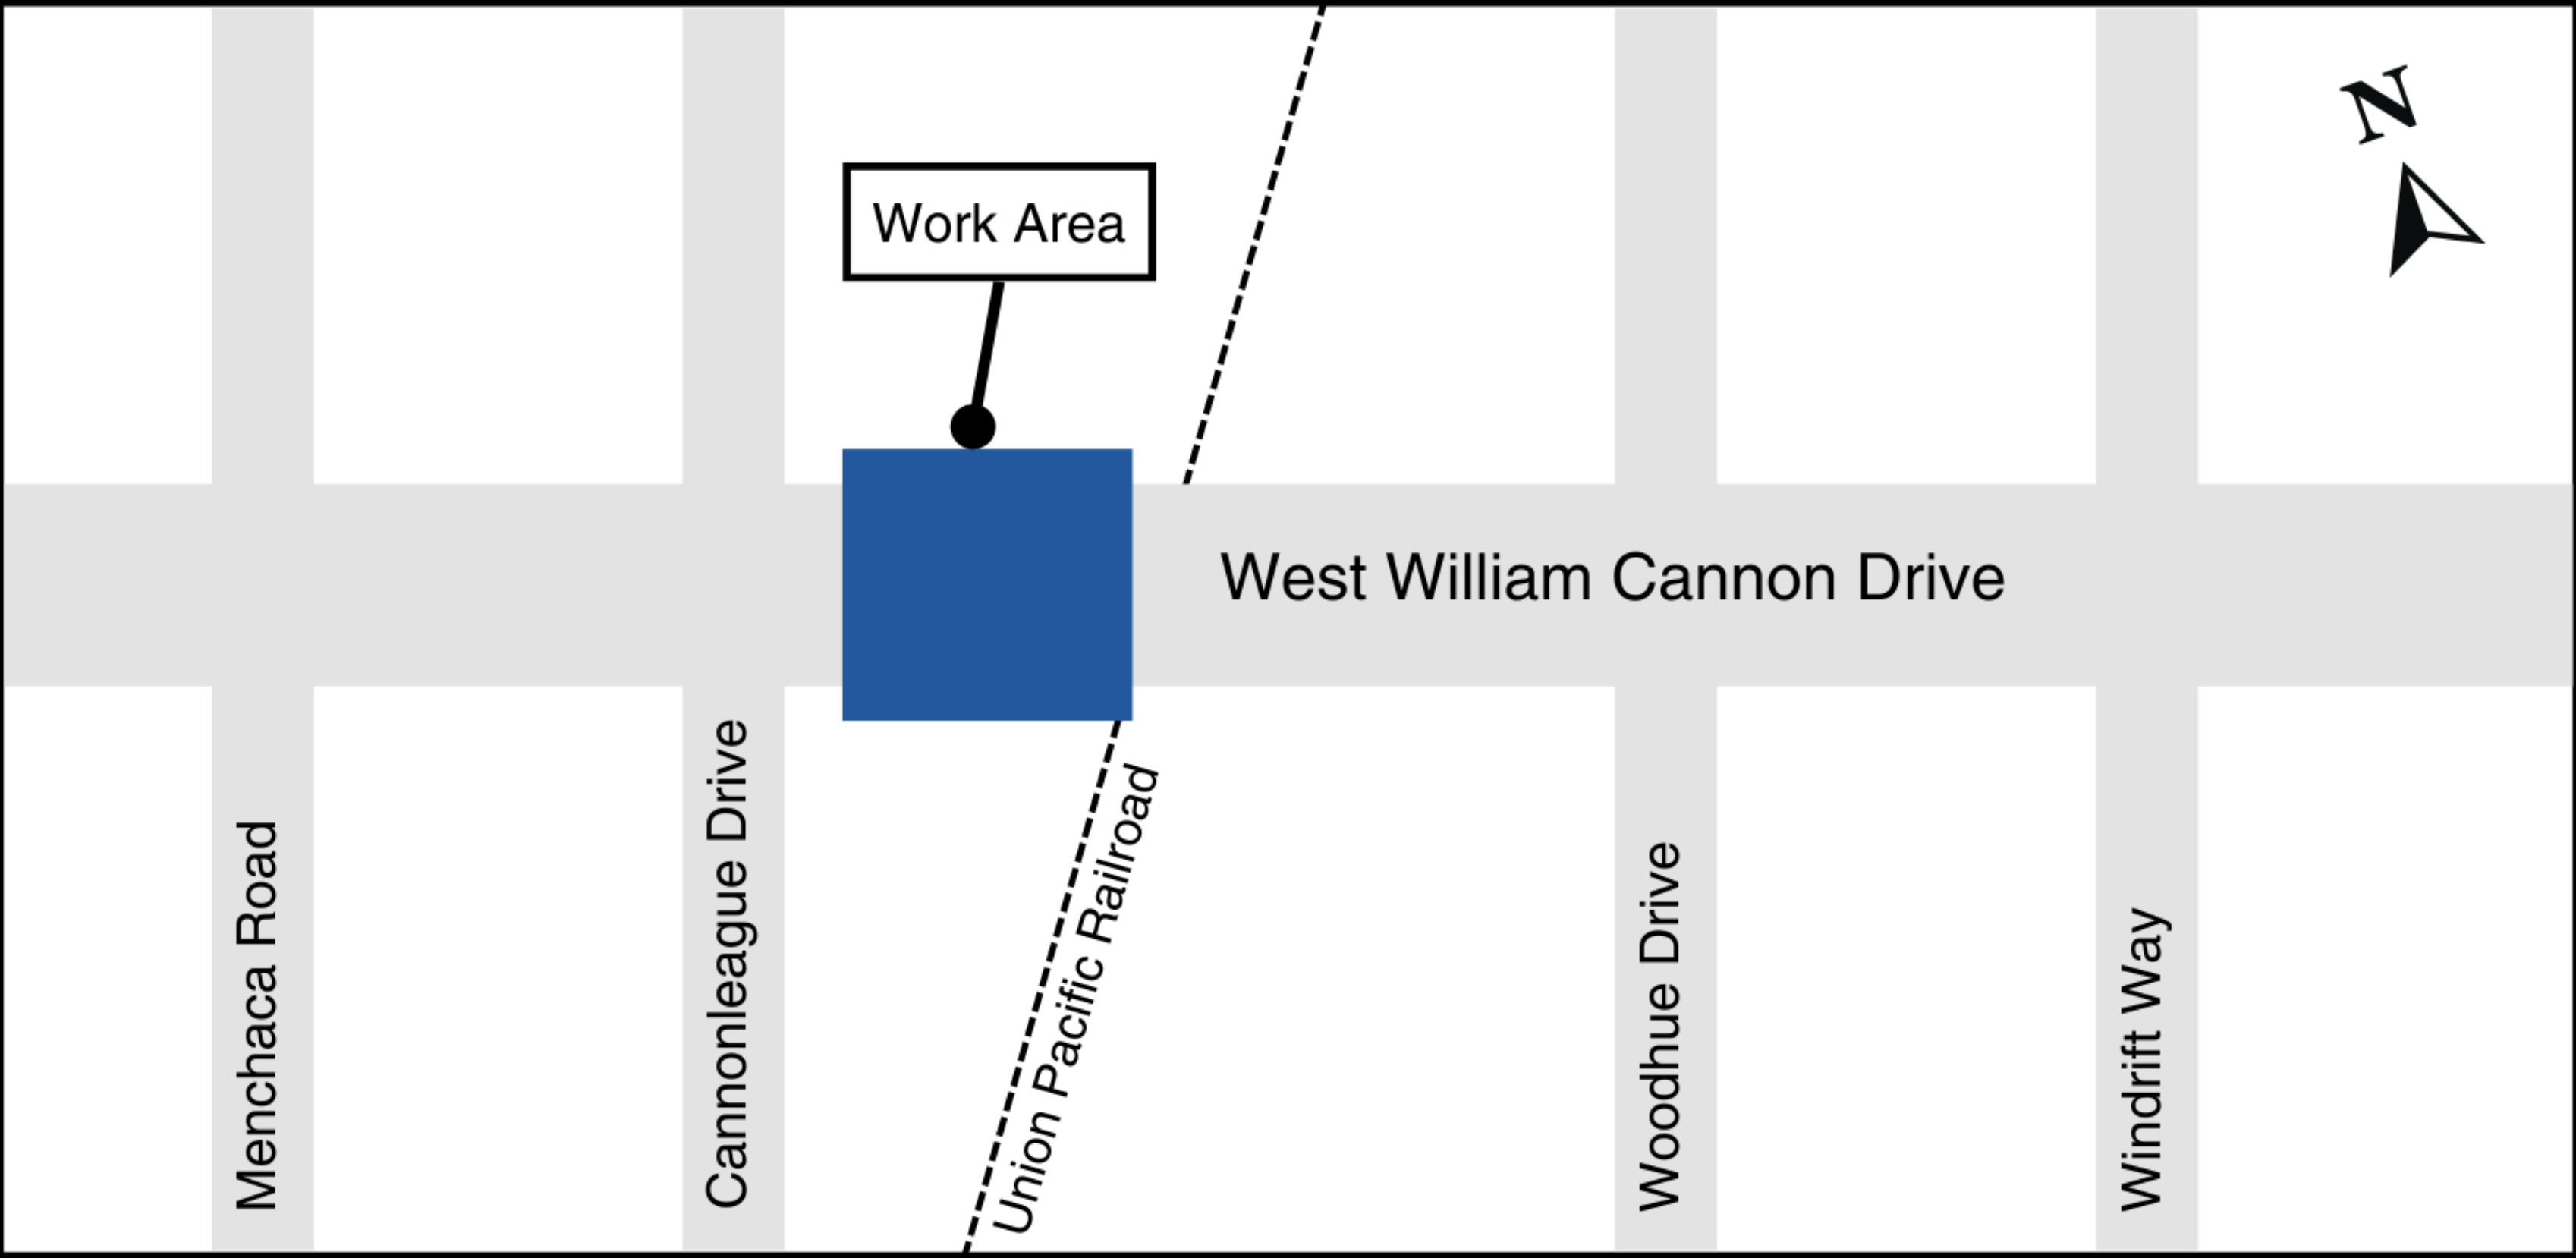 N
Work Area
West William Cannon Drive
Menchaca Road
Cannonleague Drive
Union Pacific Railroad
Woodhue Drive
Windrift Way